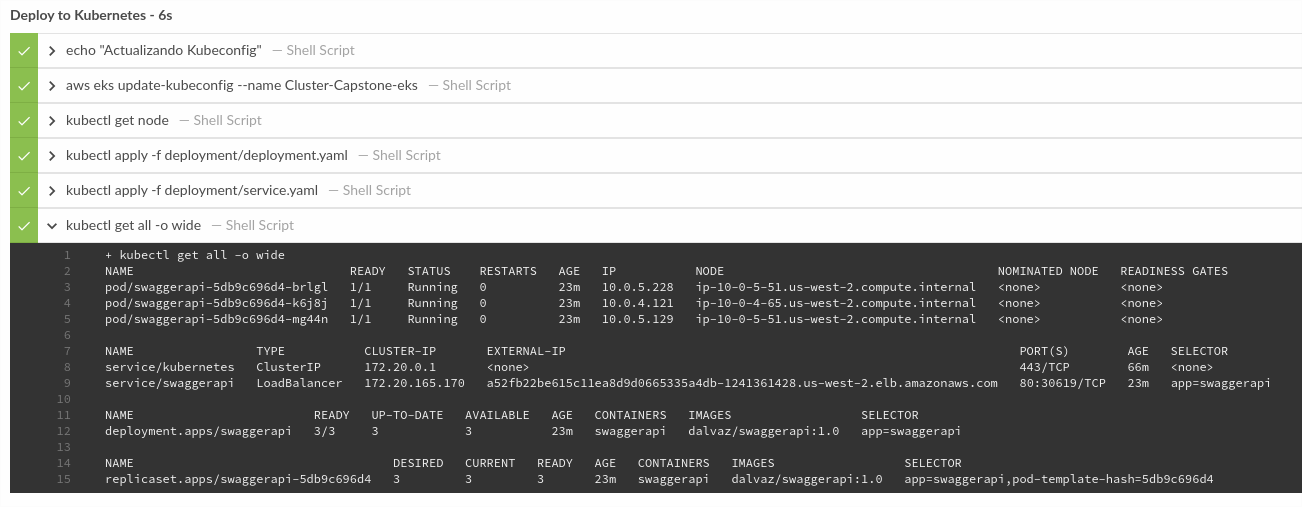 Deploy to Kubernetes - 6s
echo "Actualizando Kubeconfig" — Shell Script
aws eks update-kubeconfig --name Cluster-Capstone-eks — Shell Script
kubectl get node — Shell Script
kubectl apply -f deployment/deployment.yaml — Shell Script
kubectl apply -f deployment/service.yaml — Shell Script
kubectl get all -o wide — Shell Script
1 + kubectl get all -o wide
2 NAME READY STATUS RESTARTS AGE IP NODE NOMINATED NODE READINESS GATES
3 pod/swaggerapi-5db9c696d4-brlgl 1/1 Running 0 23m 10.0.5.228 ip-10-0-5-51.us-west-2.compute.internal <none> <none>
4 pod/swaggerapi-5db9c696d4-k6j8j 1/1 Running 0 23m 10.0.4.121 ip-10-0-4-65.us-west-2.compute.internal <none> <none>
5 pod/swaggerapi-5db9c696d4-mg44n 1/1 Running 0 23m 10.0.5.129 ip-10-0-5-51.us-west-2.compute.internal <none> <none>
6
7 NAME TYPE CLUSTER-IP EXTERNAL-IP PORT(S) AGE SELECTOR
8 service/kubernetes ClusterIP 172.20.0.1 <none> 443/TCP 66m <none>
9 service/swaggerapi LoadBalancer 172.20.165.170 a52fb22be615c11ea8d9d0665335a4db-1241361428.us-west-2.elb.amazonaws.com 80:30619/TCP 23m app=swaggerapi
10
11 NAME READY UP-TO-DATE AVAILABLE AGE CONTAINERS IMAGES SELECTOR
12 deployment.apps/swaggerapi 3/3 3 3 23m swaggerapi dalvaz/swaggerapi:1.0 app=swaggerapi
13
14 NAME DESIRED CURRENT READY AGE CONTAINERS IMAGES SELECTOR
15 replicaset.apps/swaggerapi-5db9c696d4 3 3 3 23m swaggerapi dalvaz/swaggerapi:1.0 app=swaggerapi,pod-template-hash=5db9c696d4